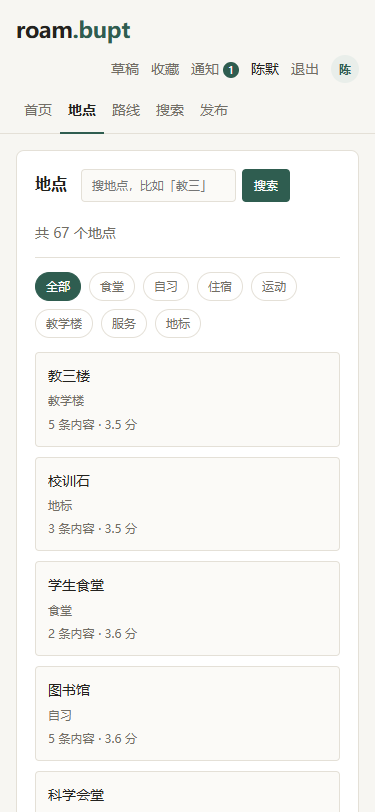 roam.bupt
草稿 收藏 通知 1 陈默 退出 陈
首页 地点 路线 搜索 发布
地点 搜地点，比如「教三」 搜索
共 67 个地点
全部 食堂 自习 住宿 运动
教学楼 服务 地标
教三楼
教学楼
5 条内容 · 3.5 分
校训石
地标
3 条内容 · 3.5 分
学生食堂
食堂
2 条内容 · 3.6 分
图书馆
自习
5 条内容 · 3.6 分
科学会堂